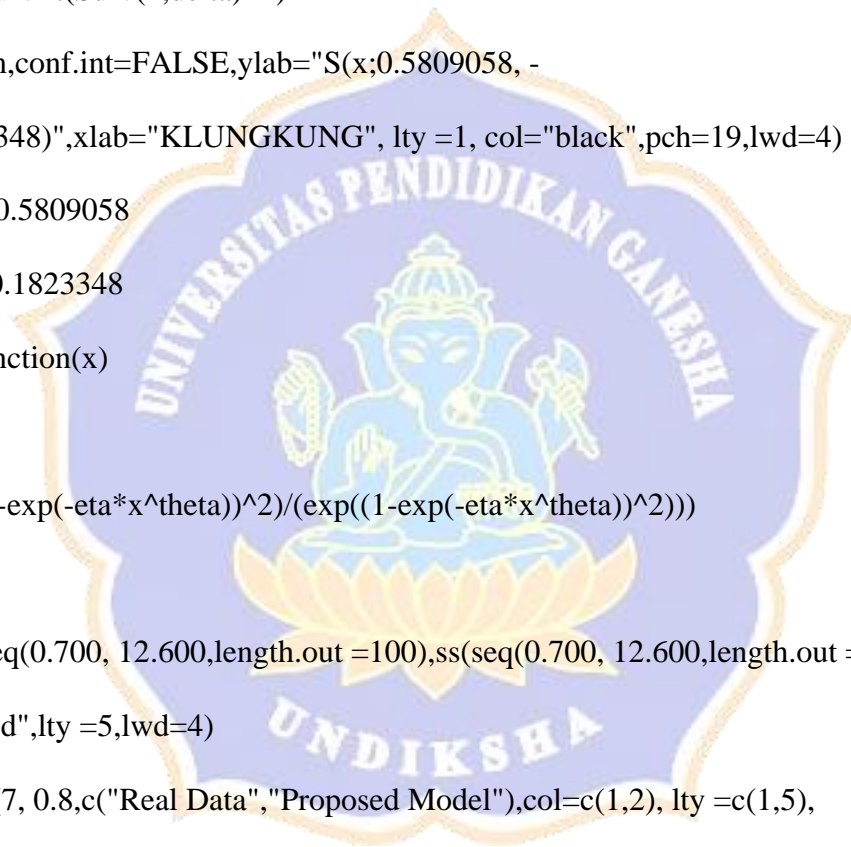 ,conf.int=FALSE,ylab="S(x;0.5809058, -
348)",xlab="KLUNGKUNG", lty =1, col="black",pch=19,lwd=4)
0.5809058
0.1823348
nction(x)
-exp(-eta*x^theta))^2)/(exp((1-exp(-eta*x^theta))^2)))
eq(0.700, 12.600,length.out =100),ss(seq(0.700, 12.600,length.out =
d",lty =5,lwd=4)
(7, 0.8,c("Real Data","Proposed Model"),col=c(1,2), lty =c(1,5),
UNIVERSITAS PENDIDIKAN GANESHA
UNDIKSHA